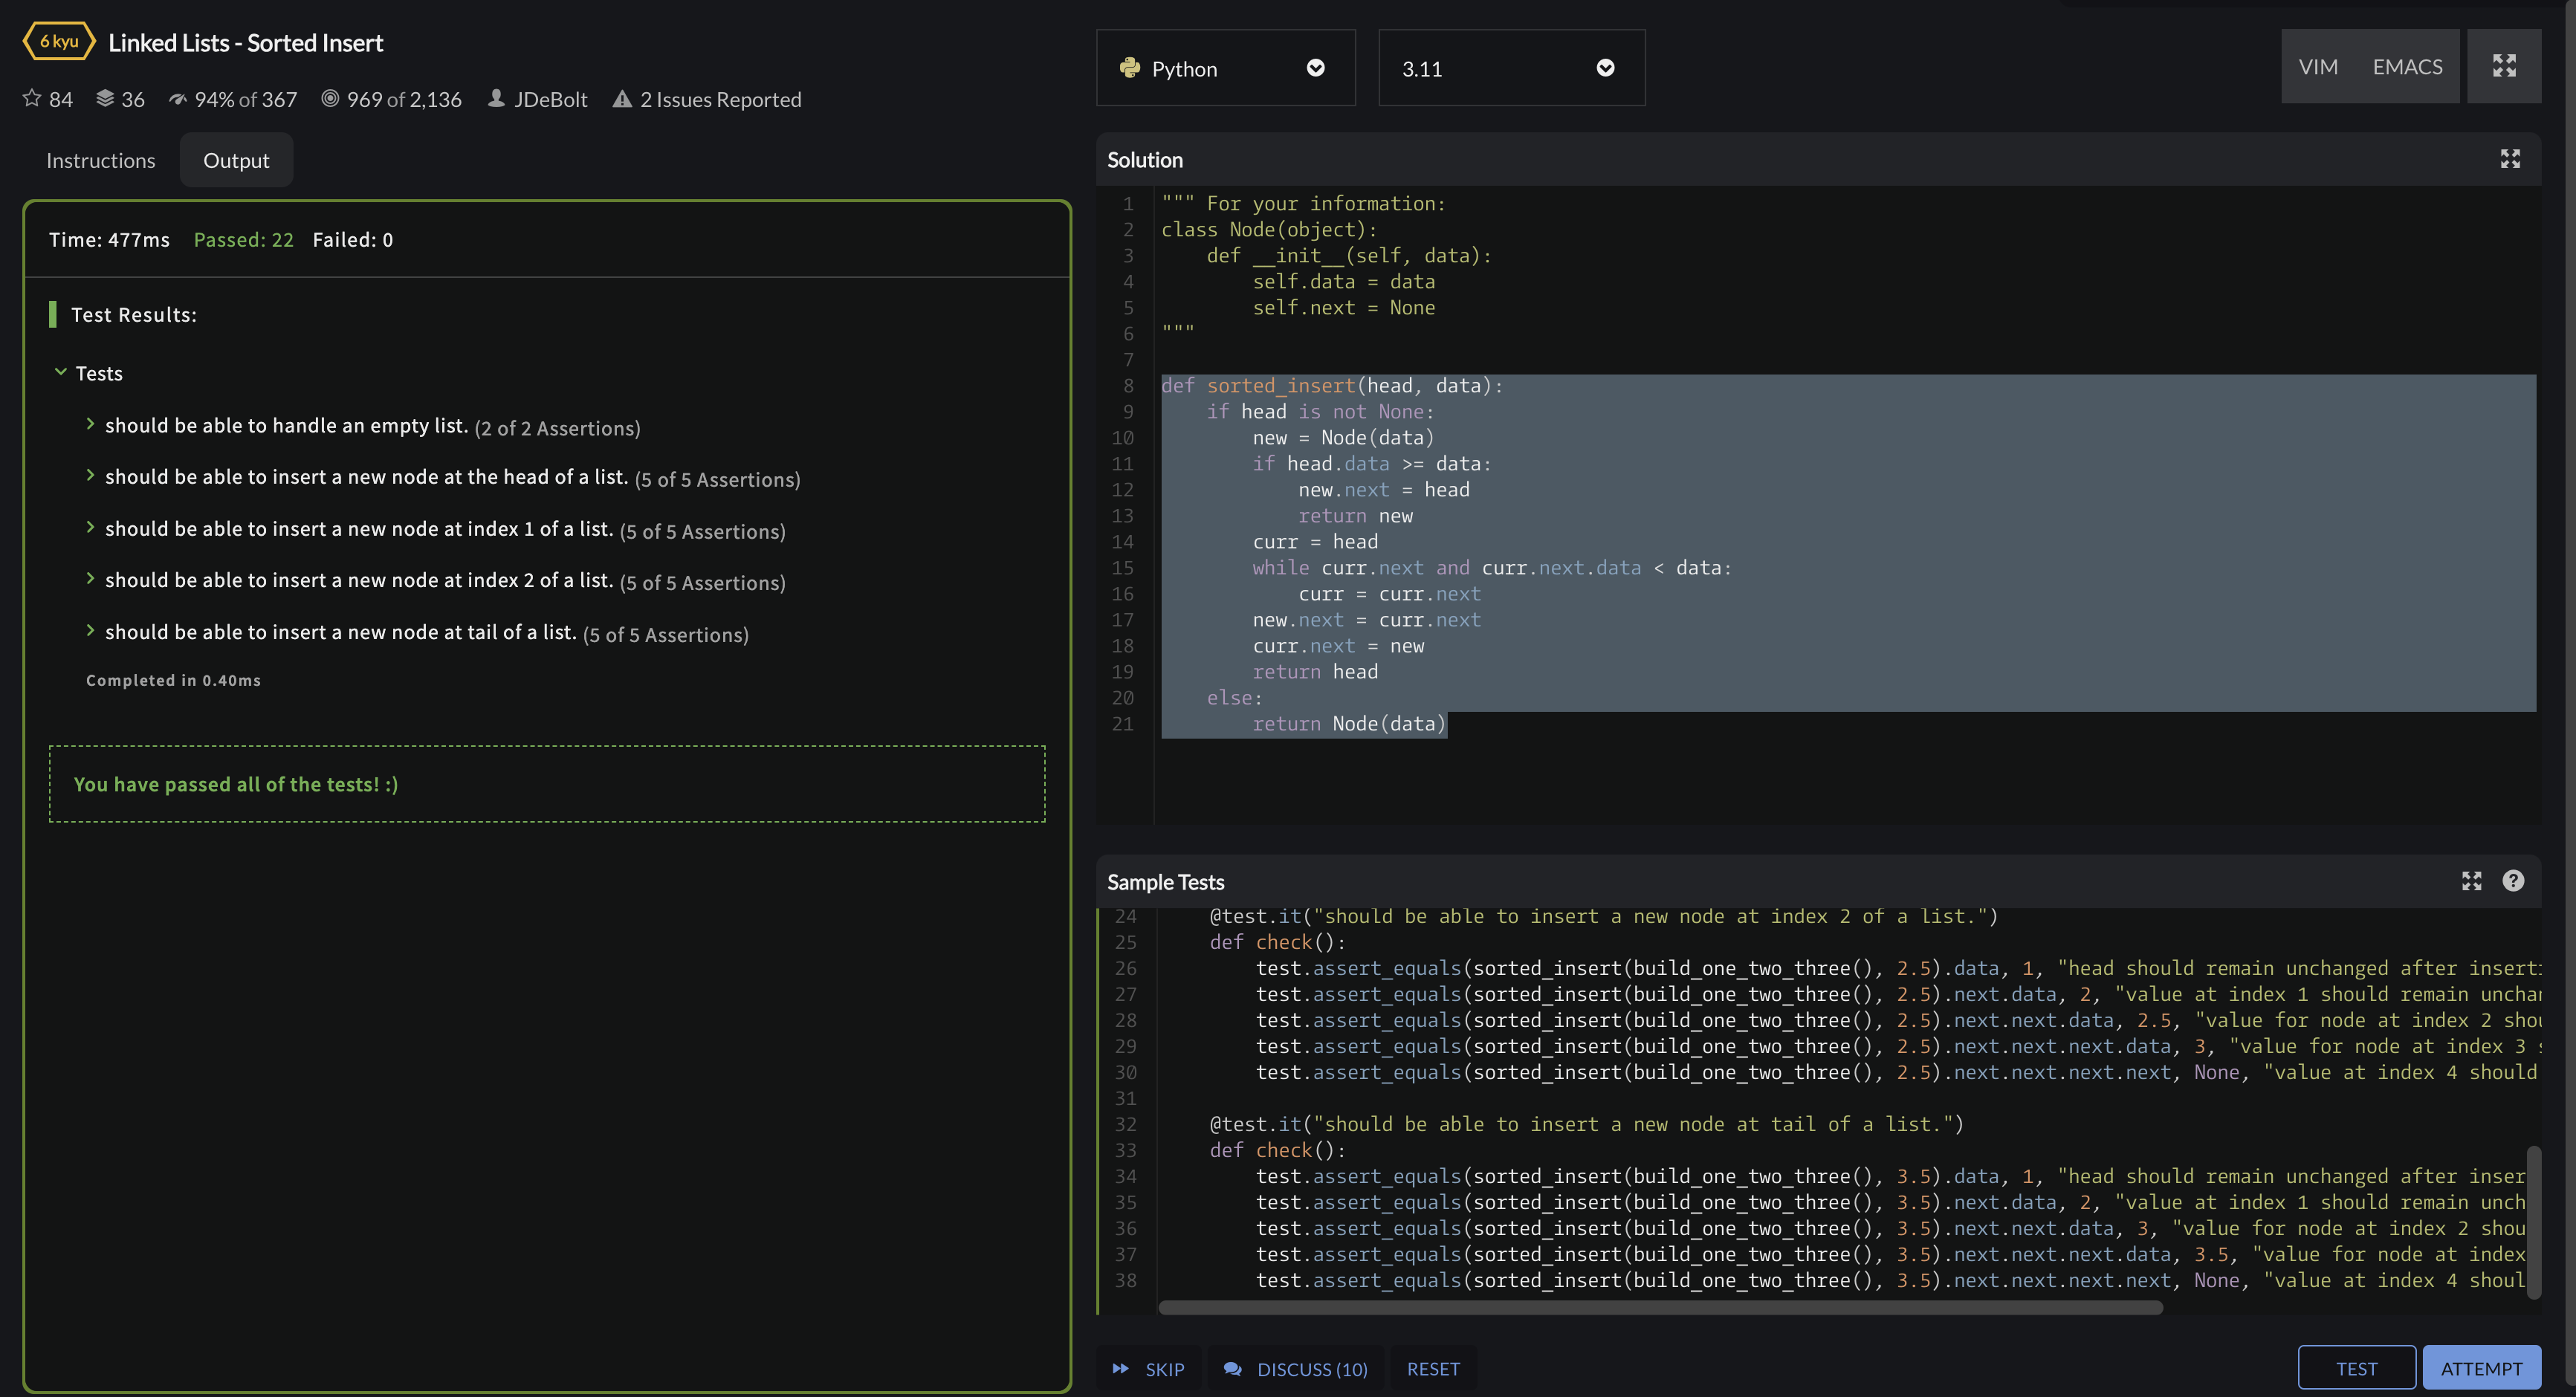 6 kyu Linked Lists - Sorted Insert
84 36 94% of 367 969 of 2,136 JDeBolt 2 Issues Reported
Instructions Output
Time: 477ms Passed: 22 Failed: 0
Test Results:
Tests
should be able to handle an empty list. (2 of 2 Assertions)
should be able to insert a new node at the head of a list. (5 of 5 Assertions)
should be able to insert a new node at index 1 of a list. (5 of 5 Assertions)
should be able to insert a new node at index 2 of a list. (5 of 5 Assertions)
should be able to insert a new node at tail of a list. (5 of 5 Assertions)
Completed in 0.40ms
You have passed all of the tests! :)
Python 3.11 VIM EMACS
Solution
1 """ For your information:
2 class Node(object):
3     def __init__(self, data):
4         self.data = data
5         self.next = None
6 """
7
8 def sorted_insert(head, data):
9     if head is not None:
10         new = Node(data)
11         if head.data >= data:
12             new.next = head
13             return new
14         curr = head
15         while curr.next and curr.next.data < data:
16             curr = curr.next
17         new.next = curr.next
18         curr.next = new
19         return head
20     else:
21         return Node(data)
Sample Tests
24     @test.it("should be able to insert a new node at index 2 of a list.")
25     def check():
26         test.assert_equals(sorted_insert(build_one_two_three(), 2.5).data, 1, "head should remain unchanged after inserti
27         test.assert_equals(sorted_insert(build_one_two_three(), 2.5).next.data, 2, "value at index 1 should remain unchan
28         test.assert_equals(sorted_insert(build_one_two_three(), 2.5).next.next.data, 2.5, "value for node at index 2 shou
29         test.assert_equals(sorted_insert(build_one_two_three(), 2.5).next.next.next.data, 3, "value for node at index 3 s
30         test.assert_equals(sorted_insert(build_one_two_three(), 2.5).next.next.next.next, None, "value at index 4 should
31
32     @test.it("should be able to insert a new node at tail of a list.")
33     def check():
34         test.assert_equals(sorted_insert(build_one_two_three(), 3.5).data, 1, "head should remain unchanged after inser
35         test.assert_equals(sorted_insert(build_one_two_three(), 3.5).next.data, 2, "value at index 1 should remain unch
36         test.assert_equals(sorted_insert(build_one_two_three(), 3.5).next.next.data, 3, "value for node at index 2 shou
37         test.assert_equals(sorted_insert(build_one_two_three(), 3.5).next.next.next.data, 3.5, "value for node at index
38         test.assert_equals(sorted_insert(build_one_two_three(), 3.5).next.next.next.next, None, "value at index 4 shoul
SKIP DISCUSS (10) RESET TEST ATTEMPT